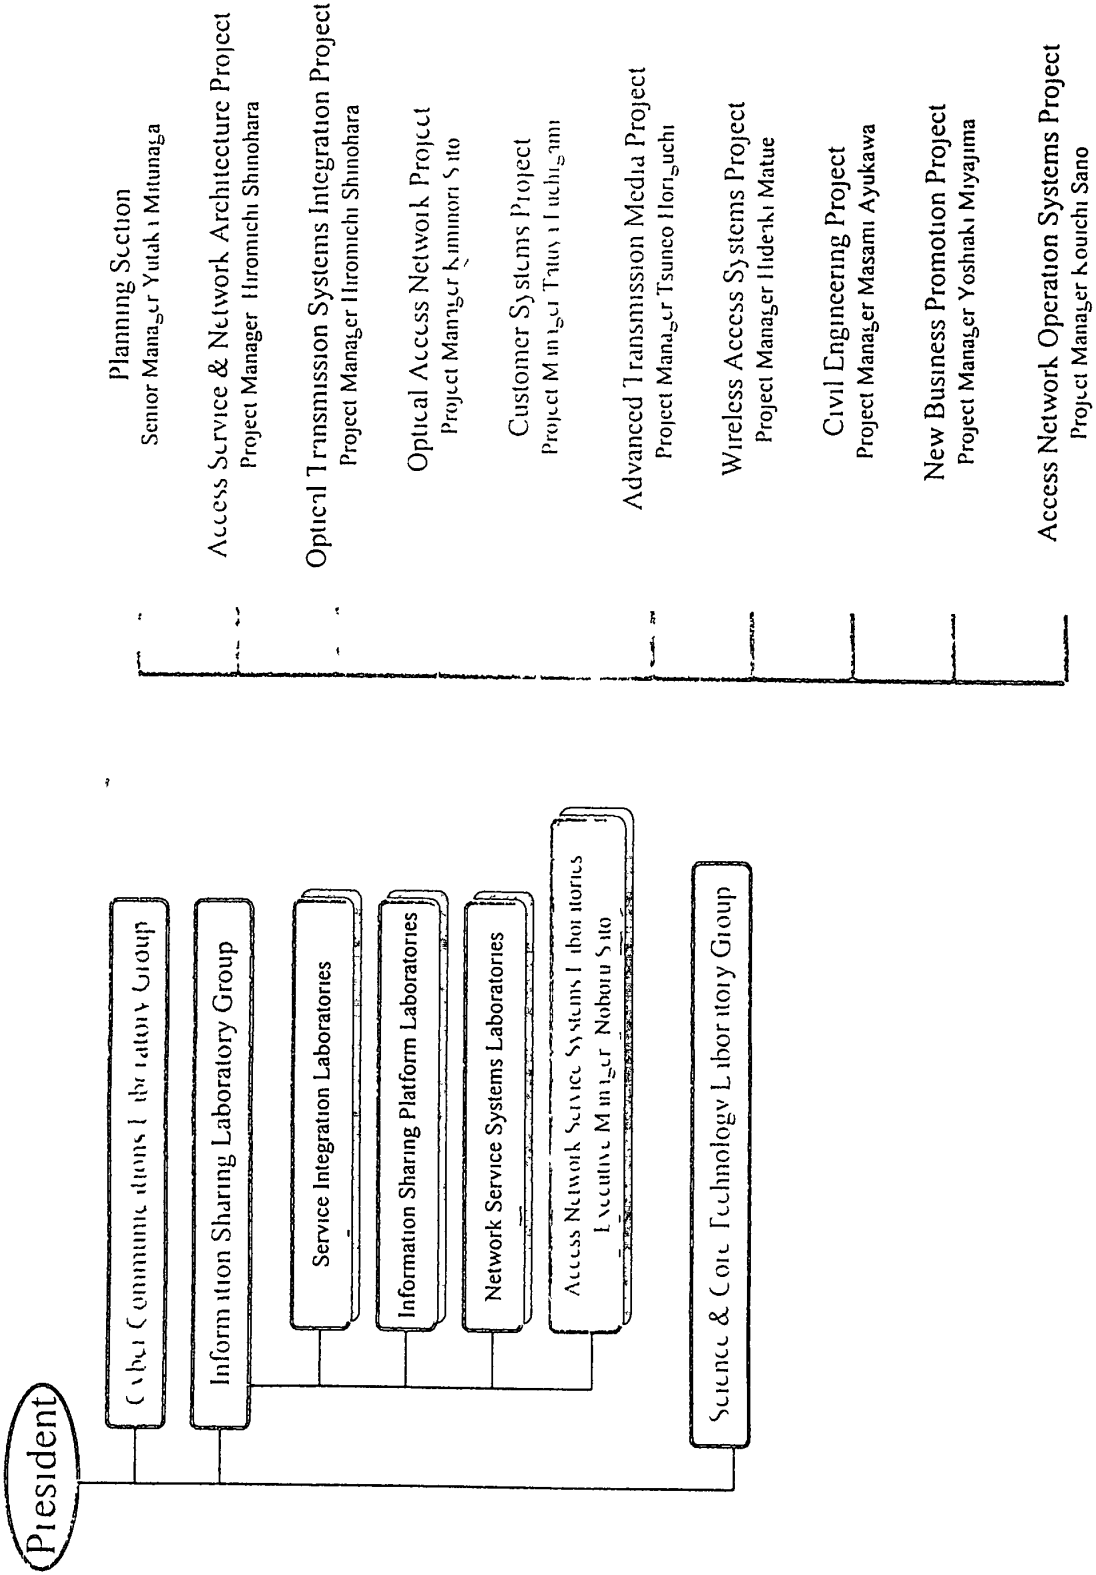 President
Cyber Communications Laboratory Group
Information Sharing Laboratory Group
Service Integration Laboratories
Information Sharing Platform Laboratories
Network Service Systems Laboratories
Access Network Service Systems Laboratories
Executive Manager Noboru Sato
Science & Core Technology Laboratory Group
Planning Section
Senior Manager Yutaka Mitunaga
Access Service & Network Architecture Project
Project Manager Hiromichi Shinohara
Optical Transmission Systems Integration Project
Project Manager Hiromichi Shinohara
Optical Access Network Project
Project Manager Kiminori Sato
Customer Systems Project
Project Manager
Advanced Transmission Media Project
Project Manager Tsuneo Horiguchi
Wireless Access Systems Project
Project Manager Hideaki Matue
Civil Engineering Project
Project Manager Masami Ayukawa
New Business Promotion Project
Project Manager Yoshiaki Miyajima
Access Network Operation Systems Project
Project Manager Kouichi Sano